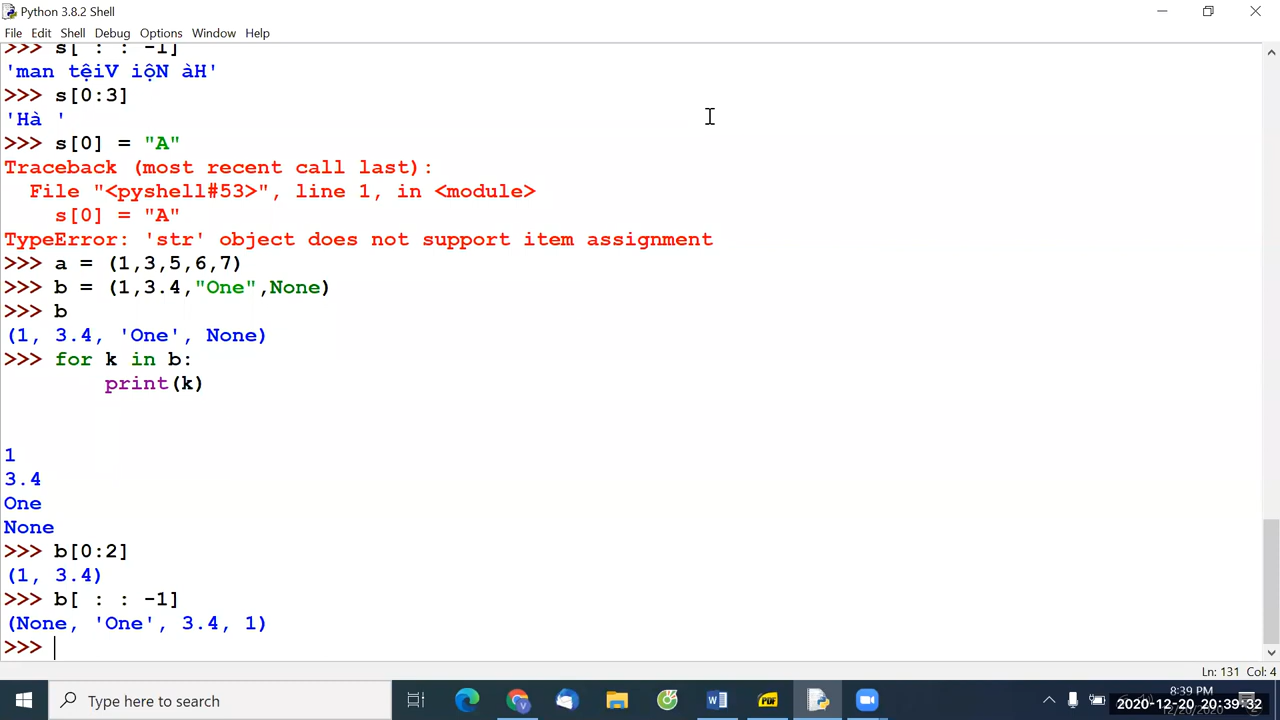 Python 3.8.2 Shell
File Edit Shell Debug Options Window Help
>>> s[ : : -1]
'man tệiV iộN àH'
>>> s[0:3]
'Hà '
>>> s[0] = "A"
Traceback (most recent call last):
  File "<pyshell#53>", line 1, in <module>
    s[0] = "A"
TypeError: 'str' object does not support item assignment
>>> a = (1,3,5,6,7)
>>> b = (1,3.4,"One",None)
>>> b
(1, 3.4, 'One', None)
>>> for k in b:
        print(k)
1
3.4
One
None
>>> b[0:2]
(1, 3.4)
>>> b[ : : -1]
(None, 'One', 3.4, 1)
>>>
Ln: 131 Col: 4
Type here to search
W
PDF
8:39 PM
2020-12-20 20:39:32